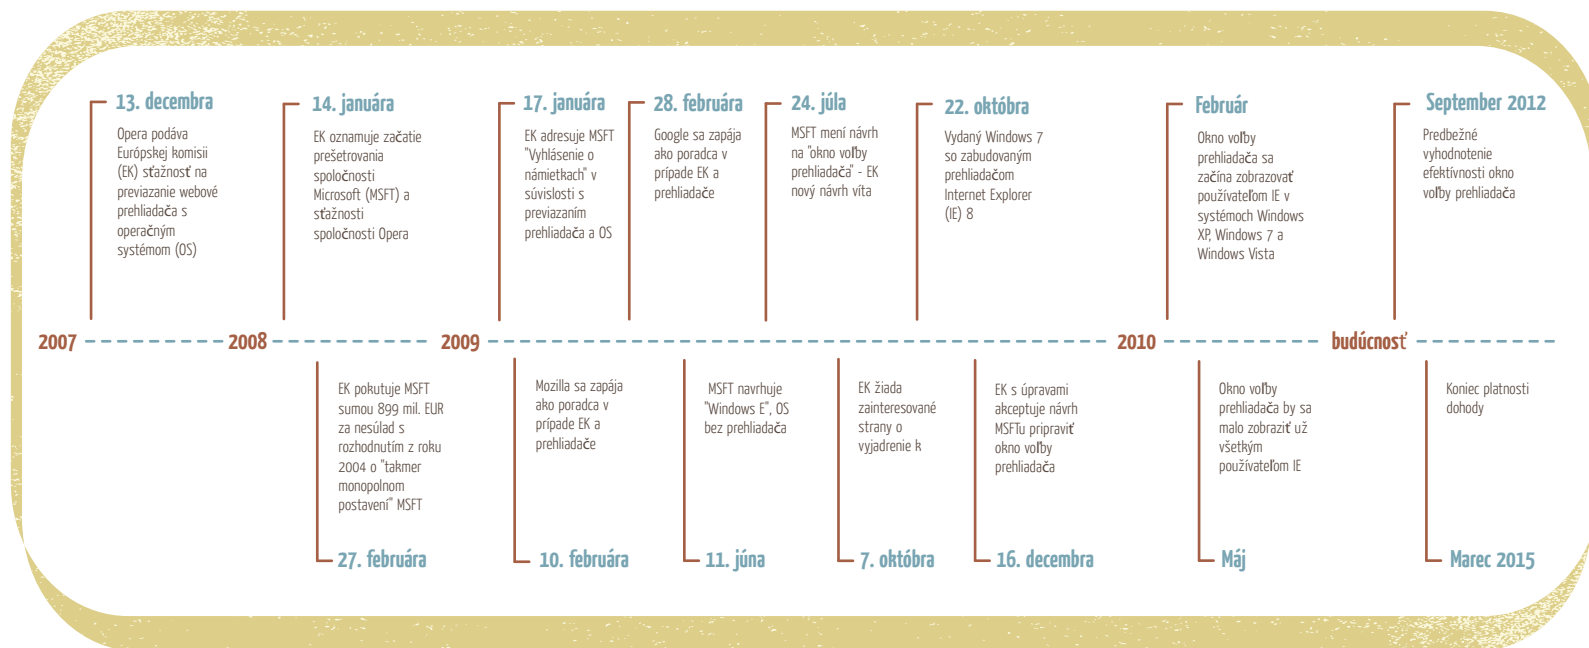 13. decembra
Opera podáva
Európskej komisii
(EK) sťažnosť na
previazanie webové
prehliadača s
operačným
systémom (OS)
14. januára
EK oznamuje začatie
prešetrovania
spoločnosti
Microsoft (MSFT) a
sťažnosti
spoločnosti Opera
17. januára
EK adresuje MSFT
"Vyhlásenie o
námietkach" v
súvislosti s
previazaním
prehliadača a OS
28. februára
Google sa zapája
ako poradca v
prípade EK a
prehliadače
24. júla
MSFT mení návrh
na "okno voľby
prehliadača" - EK
nový návrh víta
22. októbra
Vydaný Windows 7
so zabudovaným
prehliadačom
Internet Explorer
(IE) 8
Február
Okno voľby
prehliadača sa
začína zobrazovať
používateľom IE v
systémoch Windows
XP, Windows 7 a
Windows Vista
September 2012
Predbežné
vyhodnotenie
efektívnosti okno
voľby prehliadača
2007
2008
2009
2010
budúcnosť
EK pokutuje MSFT
sumou 899 mil. EUR
za nesúlad s
rozhodnutím z roku
2004 o "takmer
monopolnom
postavení" MSFT
27. februára
Mozilla sa zapája
ako poradca v
prípade EK a
prehliadače
10. februára
MSFT navrhuje
"Windows E", OS
bez prehliadača
11. júna
EK žiada
zainteresované
strany o
vyjadrenie k
7. októbra
EK s úpravami
akceptuje návrh
MSFTu pripraviť
okno voľby
prehliadača
16. decembra
Okno voľby
prehliadača by sa
malo zobraziť už
všetkým
používateľom IE
Máj
Koniec platnosti
dohody
Marec 2015